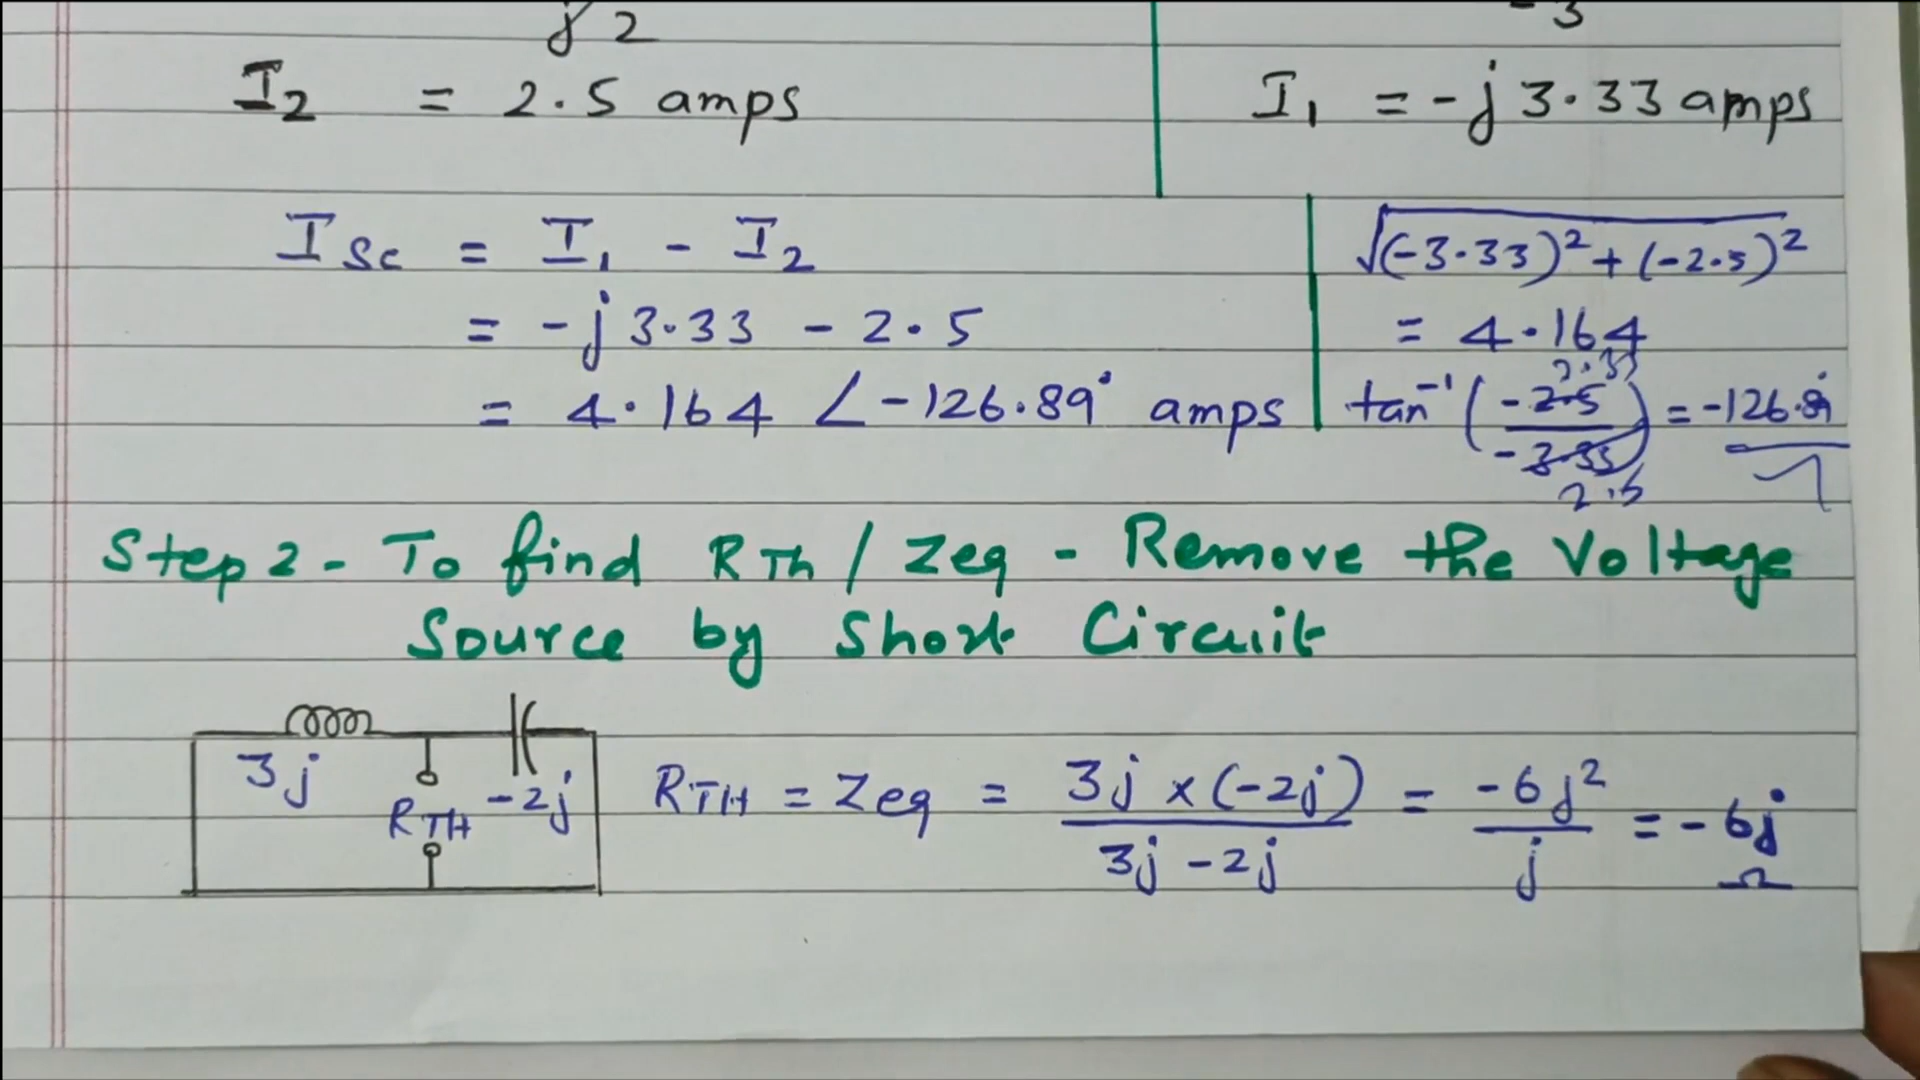 j 2
- 3
I2 = 2.5 amps
I1 = -j 3.33 amps
Isc = I1 - I2
= -j 3.33 - 2.5
= 4.164 ∠-126.89° amps
√(-3.33)² + (-2.5)²
= 4.164
tan⁻¹ (-3.33 / -2.5) = -126.89
Step 2 - To find RTh / Zeq - Remove the Voltage
Source by Short Circuit
3j
RTH
-2j
RTH = Zeq = 3j x (-2j) / 3j - 2j = -6j² / j = -6j Ω